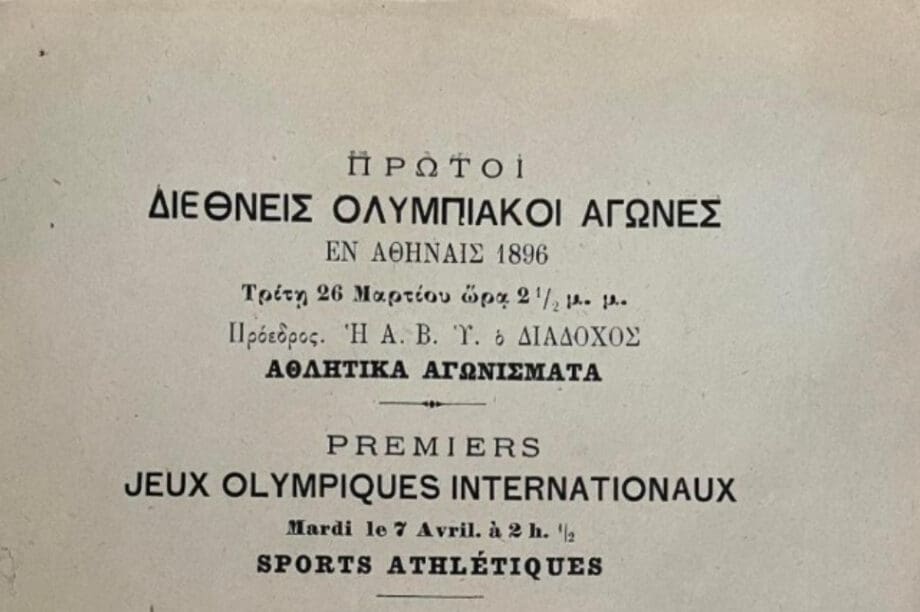 ΠΡΩΤΟΙ
ΔΙΕΘΝΕΙΣ ΟΛΥΜΠΙΑΚΟΙ ΑΓΩΝΕΣ
ΕΝ ΑΘΗΝΑΙΣ 1896
Τρίτῃ 26 Μαρτίου ὥρᾳ 2 1/2 μ. μ.
Πρόεδρος. Ἡ Α. Β. Ὑ. ὁ ΔΙΑΔΟΧΟΣ
ΑΘΛΗΤΙΚΑ ΑΓΩΝΙΣΜΑΤΑ
PREMIERS
JEUX OLYMPIQUES INTERNATIONAUX
Mardi le 7 Avril. à 2 h. 1/2
SPORTS ATHLÉTIQUES